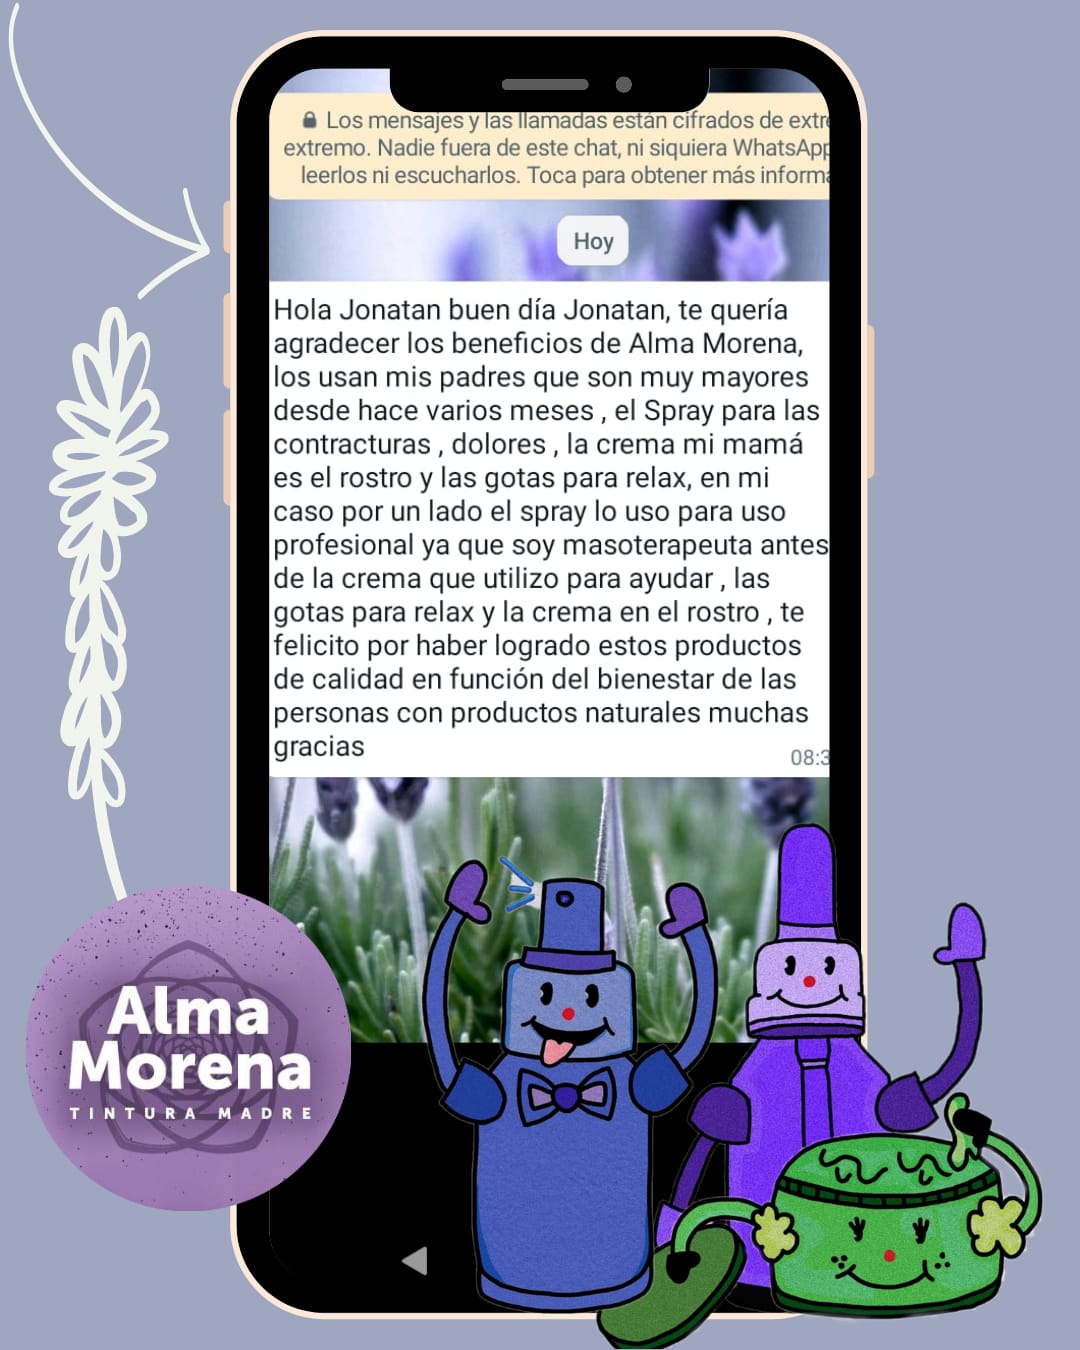 Los mensajes y las llamadas están cifrados de extre
extremo. Nadie fuera de este chat, ni siquiera WhatsApp
leerlos ni escucharlos. Toca para obtener más informa
Hoy
Hola Jonatan buen día Jonatan, te quería
agradecer los beneficios de Alma Morena,
los usan mis padres que son muy mayores
desde hace varios meses , el Spray para las
contracturas , dolores , la crema mi mamá
es el rostro y las gotas para relax, en mi
caso por un lado el spray lo uso para uso
profesional ya que soy masoterapeuta antes
de la crema que utilizo para ayudar , las
gotas para relax y la crema en el rostro , te
felicito por haber logrado estos productos
de calidad en función del bienestar de las
personas con productos naturales muchas
gracias
08:3
Alma
Morena
TINTURA MADRE